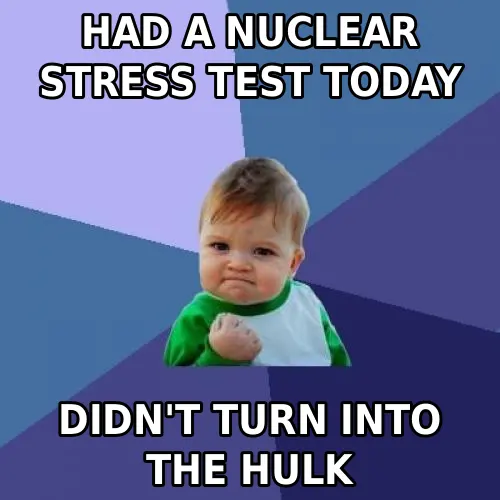 HAD A NUCLEAR
STRESS TEST TODAY
DIDN'T TURN INTO
THE HULK